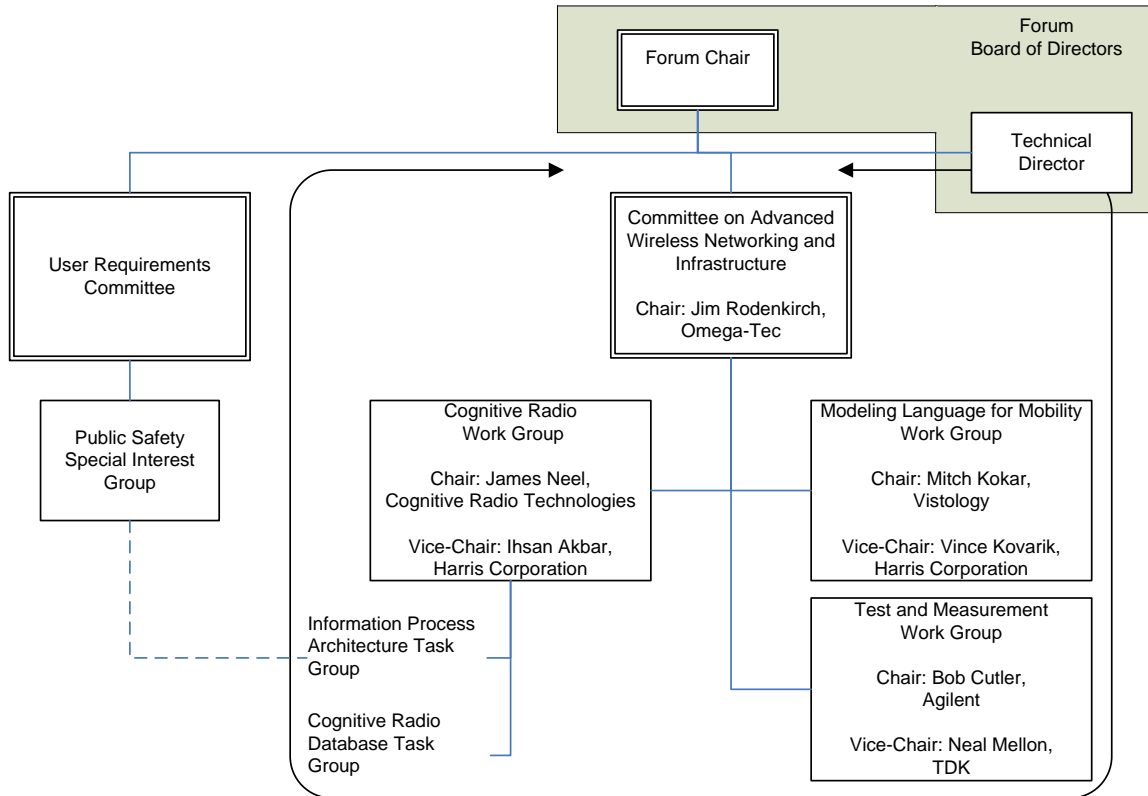 Forum
Board of Directors
Forum Chair
Technical
Director
User Requirements
Committee
Committee on Advanced
Wireless Networking and
Infrastructure
Chair: Jim Rodenkirch,
Omega-Tec
Public Safety
Special Interest
Group
Cognitive Radio
Work Group
Chair: James Neel,
Cognitive Radio Technologies
Vice-Chair: Ihsan Akbar,
Harris Corporation
Modeling Language for Mobility
Work Group
Chair: Mitch Kokar,
Vistology
Vice-Chair: Vince Kovarik,
Harris Corporation
Information Process
Architecture Task
Group
Cognitive Radio
Database Task
Group
Test and Measurement
Work Group
Chair: Bob Cutler,
Agilent
Vice-Chair: Neal Mellon,
TDK